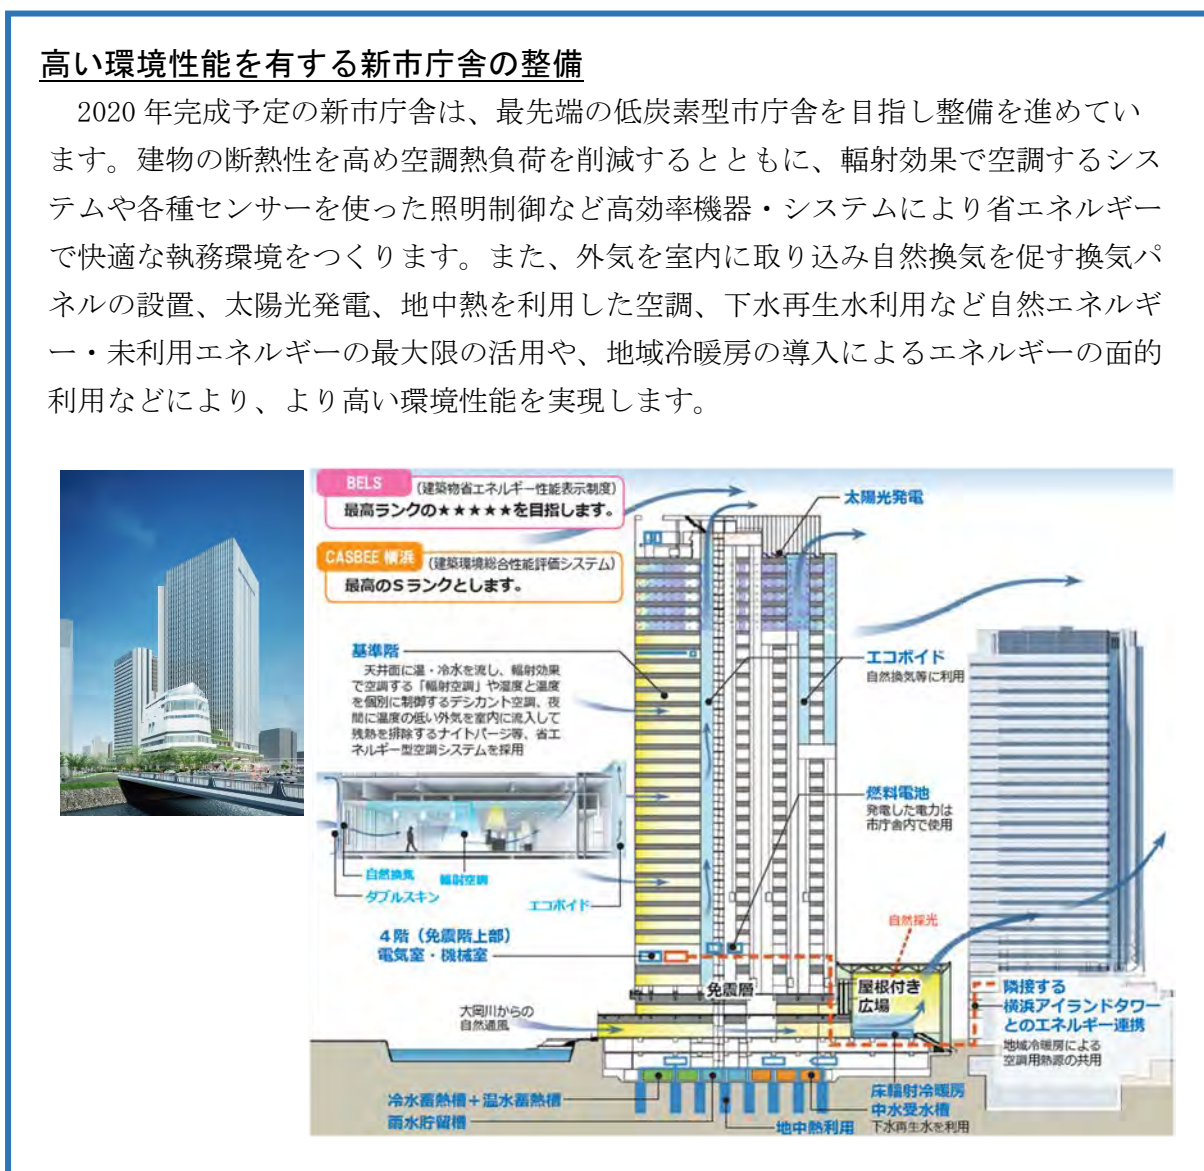 高い環境性能を有する新市庁舎の整備
2020 年完成予定の新市庁舎は、最先端の低炭素型市庁舎を目指し整備を進めてい
ます。建物の断熱性を高め空調熱負荷を削減するとともに、輻射効果で空調するシス
テムや各種センサーを使った照明制御など高効率機器・システムにより省エネルギー
で快適な執務環境をつくります。また、外気を室内に取り込み自然換気を促す換気パ
ネルの設置、太陽光発電、地中熱を利用した空調、下水再生水利用など自然エネルギ
ー・未利用エネルギーの最大限の活用や、地域冷暖房の導入によるエネルギーの面的
利用などにより、より高い環境性能を実現します。
BELS （建築物省エネルギー性能表示制度）
最高ランクの★★★★★を目指します。
CASBEE 横浜 （建築環境総合性能評価システム）
最高のSランクとします。
太陽光発電
基準階
天井面に温・冷水を流し、輻射効果
で空調する「輻射空調」や湿度と温度
を個別に制御するデシカント空調、夜
間に温度の低い外気を室内に流入して
残熱を排除するナイトパージ等、省エ
ネルギー型空調システムを採用
エコボイド
自然換気等に利用
燃料電池
発電した電力は
市庁舎内で使用
自然換気
輻射空調
ダブルスキン
エコボイド
4階（免震階上部）
電気室・機械室
免震層
自然採光
屋根付き
広場
大岡川からの
自然通風
隣接する
横浜アイランドタワー
とのエネルギー連携
地域冷暖房による
空調用熱源の共用
冷水蓄熱槽＋温水蓄熱槽
雨水貯留槽
地中熱利用
床輻射冷暖房
中水受水槽
下水再生水を利用